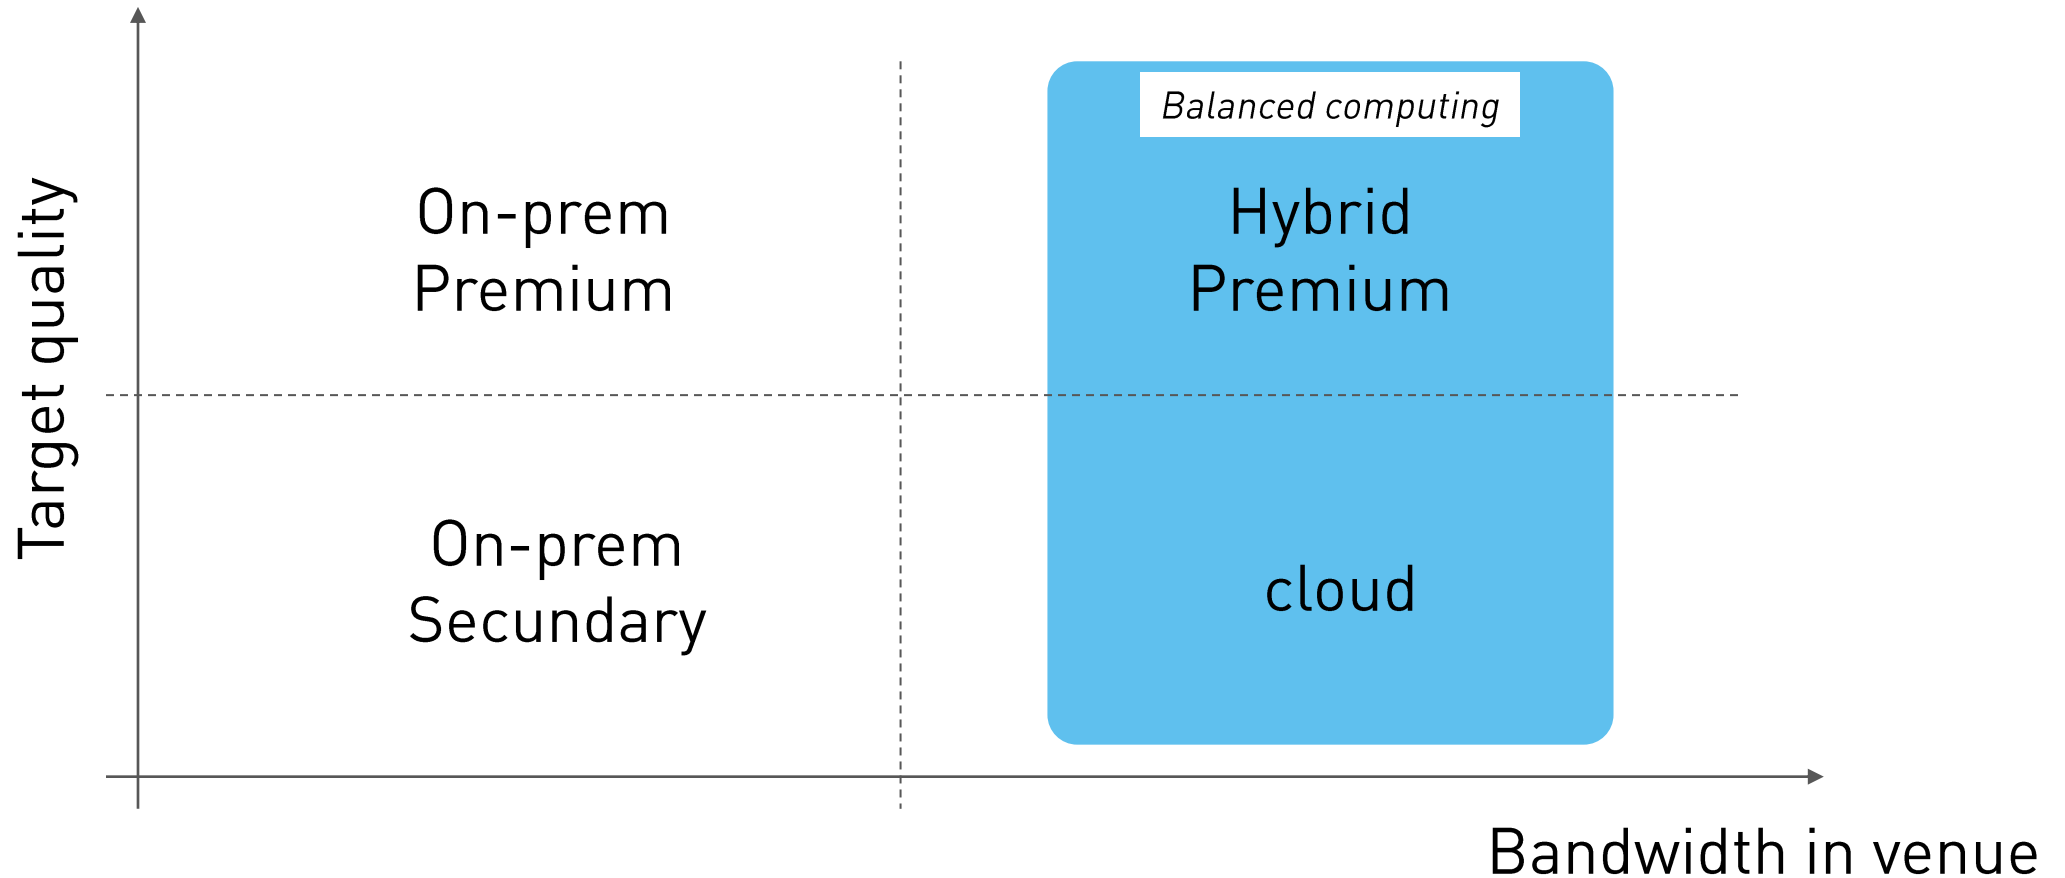 Target quality
Balanced computing
On-prem
Premium
Hybrid
Premium
On-prem
Secundary
cloud
Bandwidth in venue